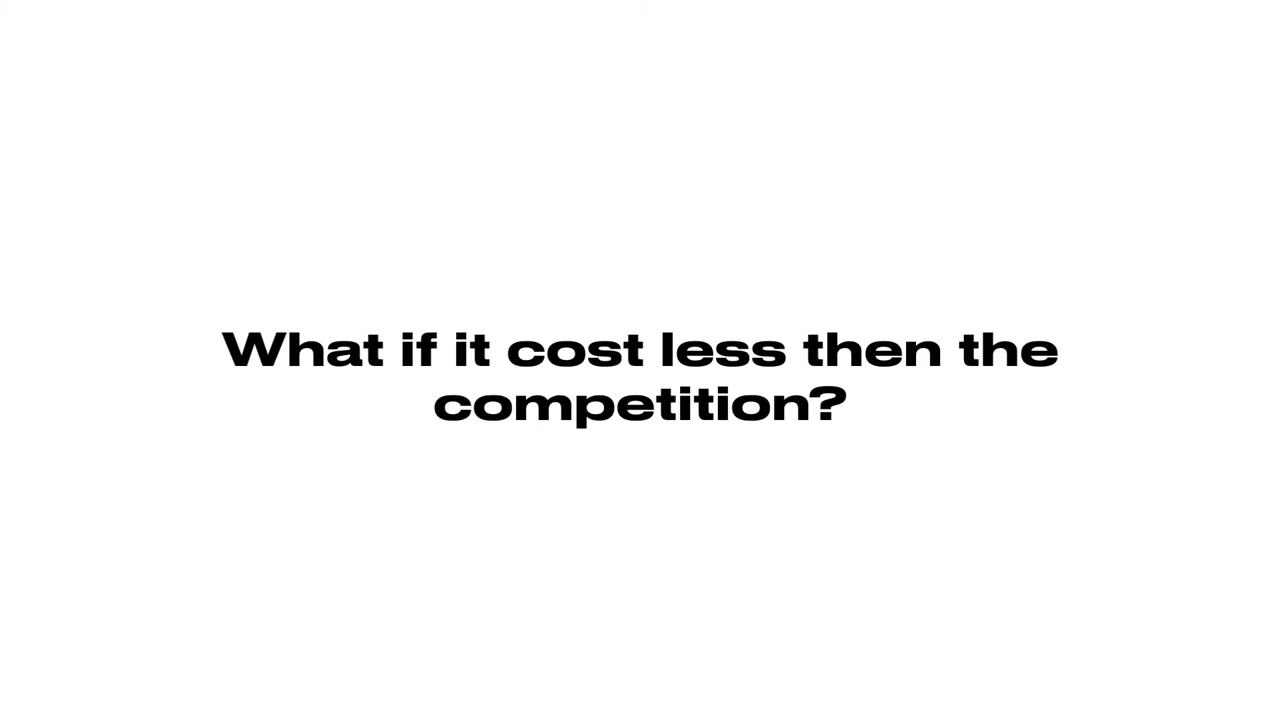 What if it cost less then the
competition?